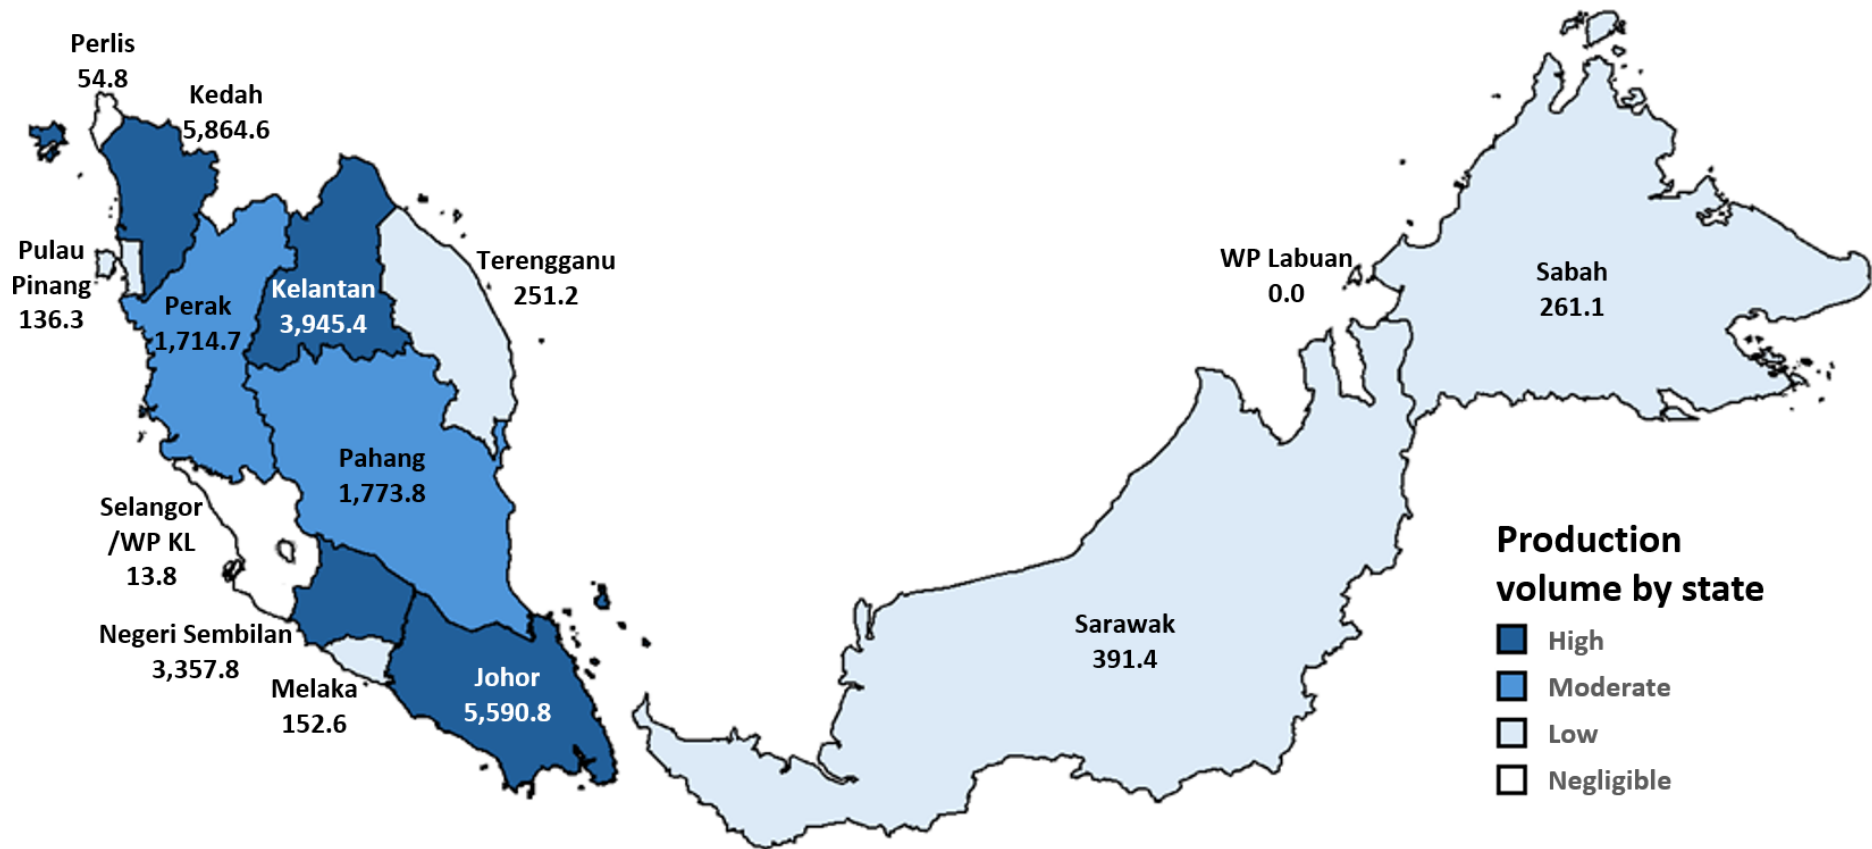 Perlis
54.8
Kedah
5,864.6
Pulau
Pinang
136.3
Perak
1,714.7
Kelantan
3,945.4
Terengganu
251.2
Pahang
1,773.8
Selangor
/WP KL
13.8
Negeri Sembilan
3,357.8
Melaka
152.6
Johor
5,590.8
WP Labuan
0.0
Sabah
261.1
Sarawak
391.4
Production
volume by state
High
Moderate
Low
Negligible